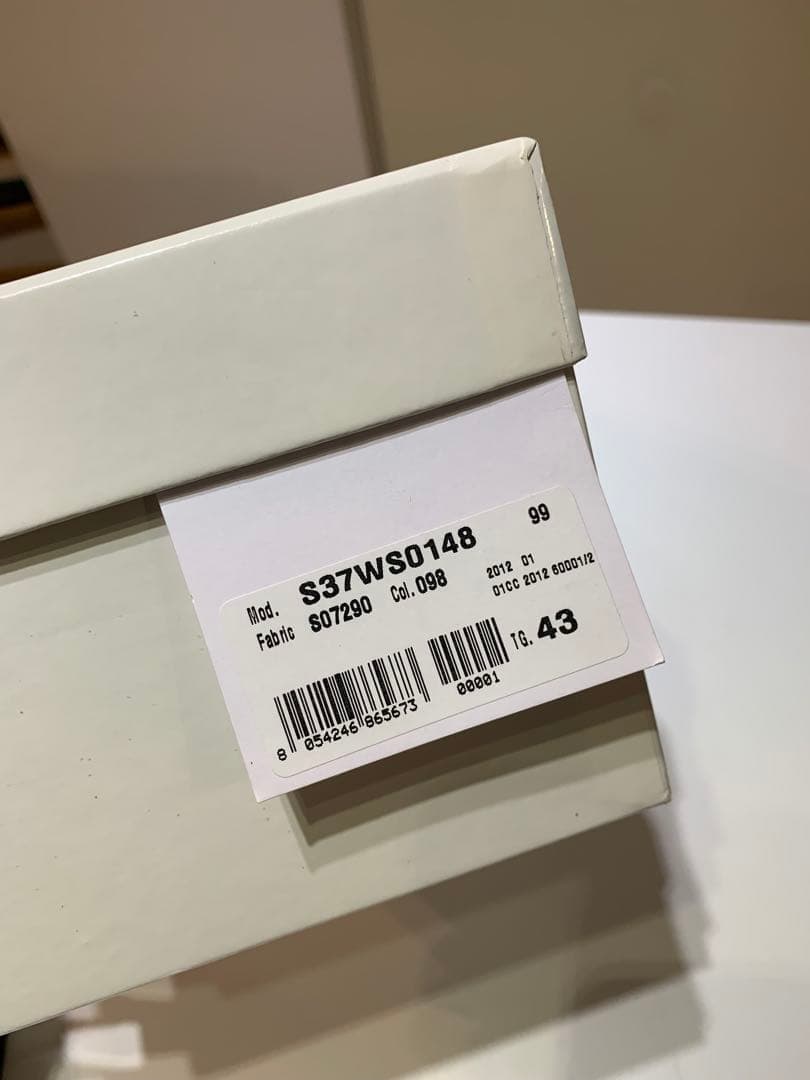 Mod. S37WS0148 99
Fabric S07290 Col. 098 2012 01
01CC 2012 60001/2
TG. 43
8 054246 865673 00001